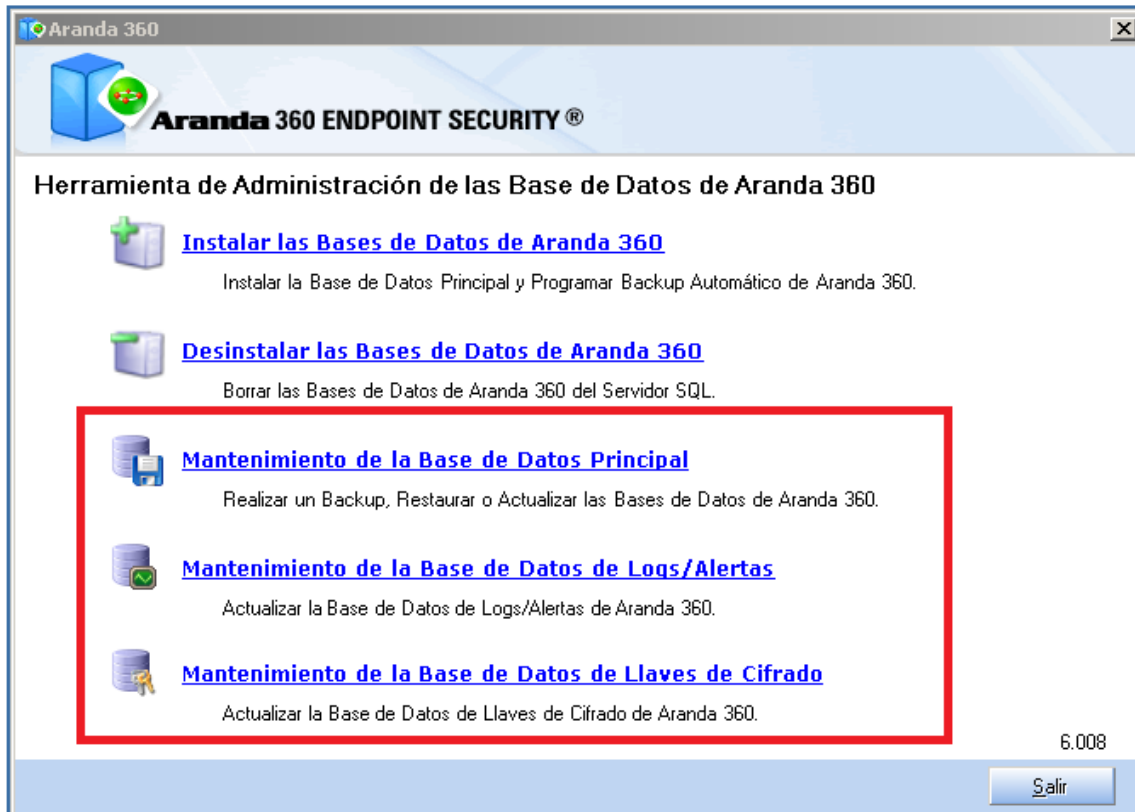 Aranda 360
Aranda 360 ENDPOINT SECURITY ®
Herramienta de Administración de las Base de Datos de Aranda 360
Instalar las Bases de Datos de Aranda 360
Instalar la Base de Datos Principal y Programar Backup Automático de Aranda 360.
Desinstalar las Bases de Datos de Aranda 360
Borrar las Bases de Datos de Aranda 360 del Servidor SQL.
Mantenimiento de la Base de Datos Principal
Realizar un Backup, Restaurar o Actualizar las Bases de Datos de Aranda 360.
Mantenimiento de la Base de Datos de Logs/Alertas
Actualizar la Base de Datos de Logs/Alertas de Aranda 360.
Mantenimiento de la Base de Datos de Llaves de Cifrado
Actualizar la Base de Datos de Llaves de Cifrado de Aranda 360.
6.008
Salir